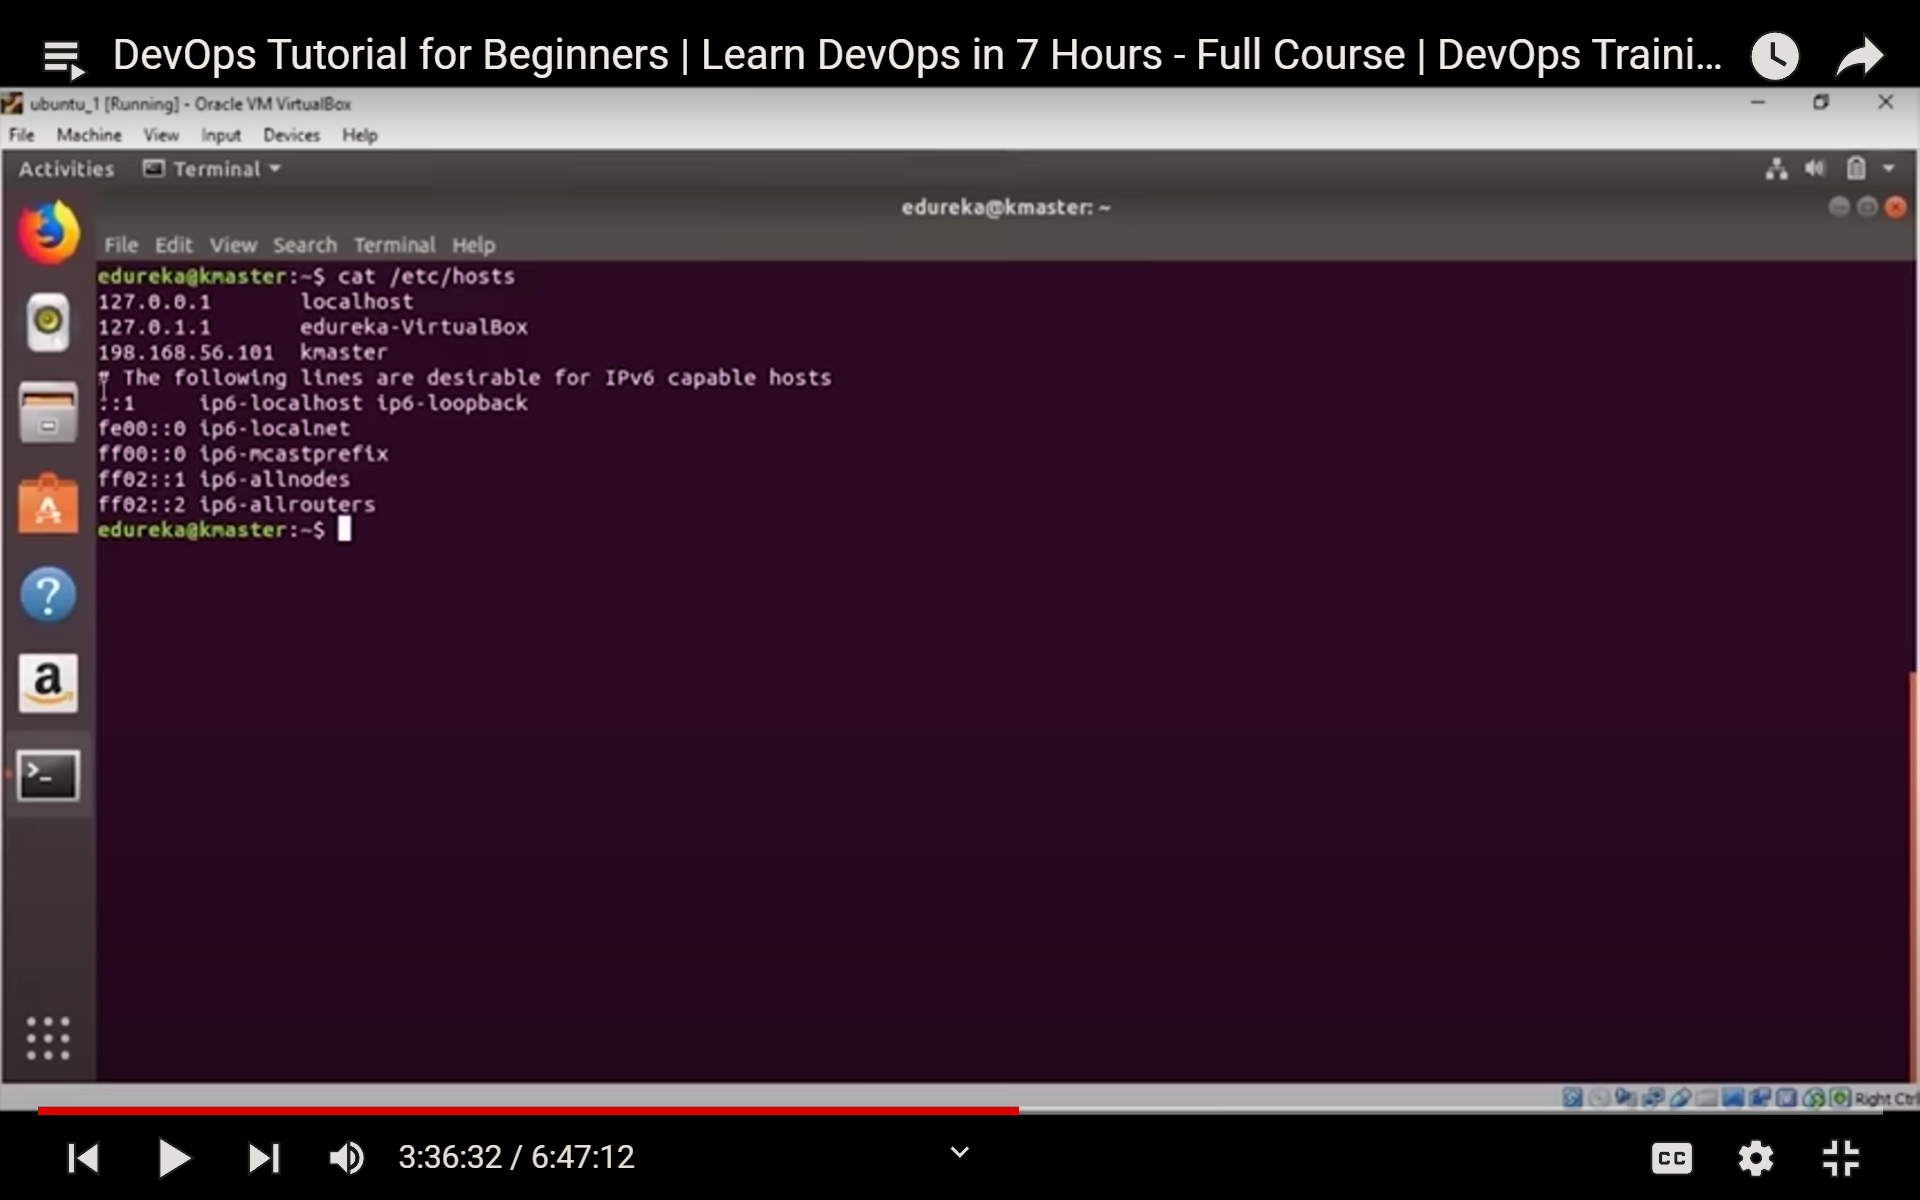 DevOps Tutorial for Beginners | Learn DevOps in 7 Hours - Full Course | DevOps Traini...
ubuntu_1 [Running] - Oracle VM VirtualBox
File Machine View Input Devices Help
Activities Terminal
edureka@kmaster: ~
File Edit View Search Terminal Help
edureka@kmaster:~$ cat /etc/hosts
127.0.0.1 localhost
127.0.1.1 edureka-VirtualBox
198.168.56.101 kmaster
# The following lines are desirable for IPv6 capable hosts
::1 ip6-localhost ip6-loopback
fe00::0 ip6-localnet
ff00::0 ip6-mcastprefix
ff02::1 ip6-allnodes
ff02::2 ip6-allrouters
edureka@kmaster:~$
Right Ctrl
3:36:32 / 6:47:12
CC